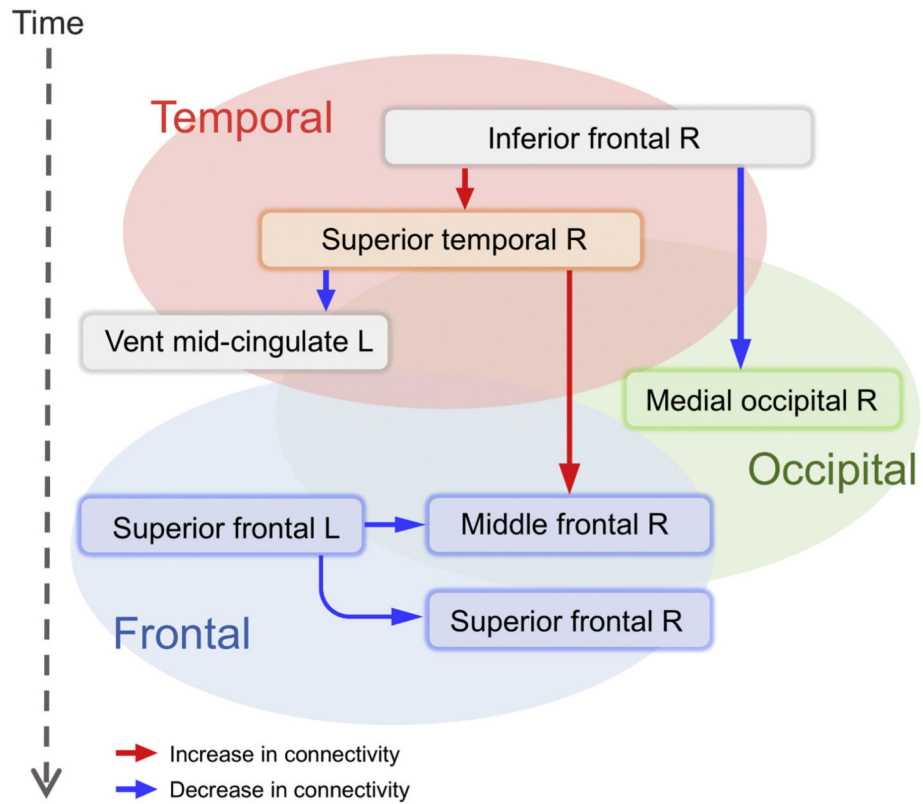 Time
Temporal
Inferior frontal R
Superior temporal R
Vent mid-cingulate L
Medial occipital R
Occipital
Superior frontal L
Middle frontal R
Superior frontal R
Frontal
Increase in connectivity
Decrease in connectivity